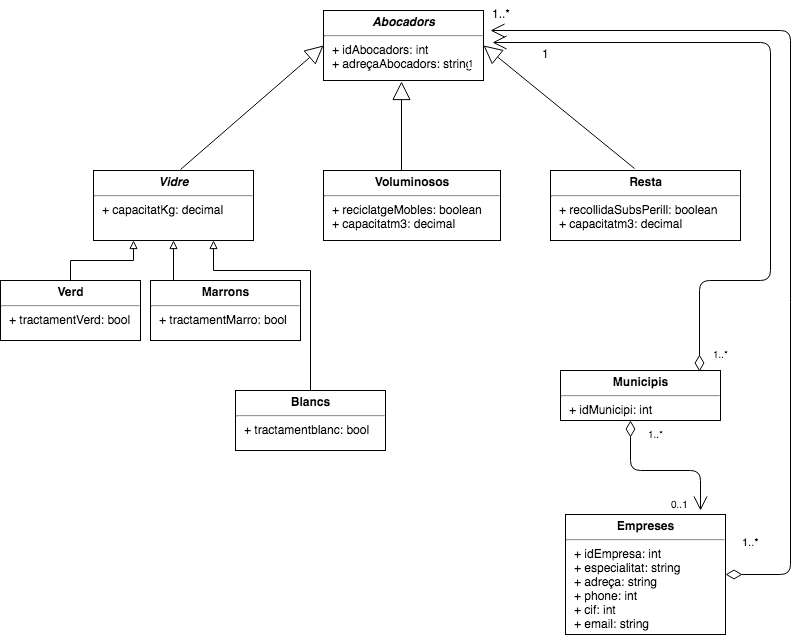 Abocadors
1..*
+ idAbocadors: int
+ adreçaAbocadors: string
1
1
Vidre
Voluminosos
Resta
+ capacitatKg: decimal
+ reciclatgeMobles: boolean
+ recollidaSubsPerill: boolean
+ capacitatm3: decimal
+ capacitatm3: decimal
Verd
Marrons
+ tractamentVerd: bool
+ tractamentMarro: bool
1..*
Municipis
Blancs
+ idMunicipi: int
+ tractamentblanc: bool
1..*
0..1
Empreses
1..*
+ idEmpresa: int
+ especialitat: string
+ adreça: string
+ phone: int
+ cif: int
+ email: string